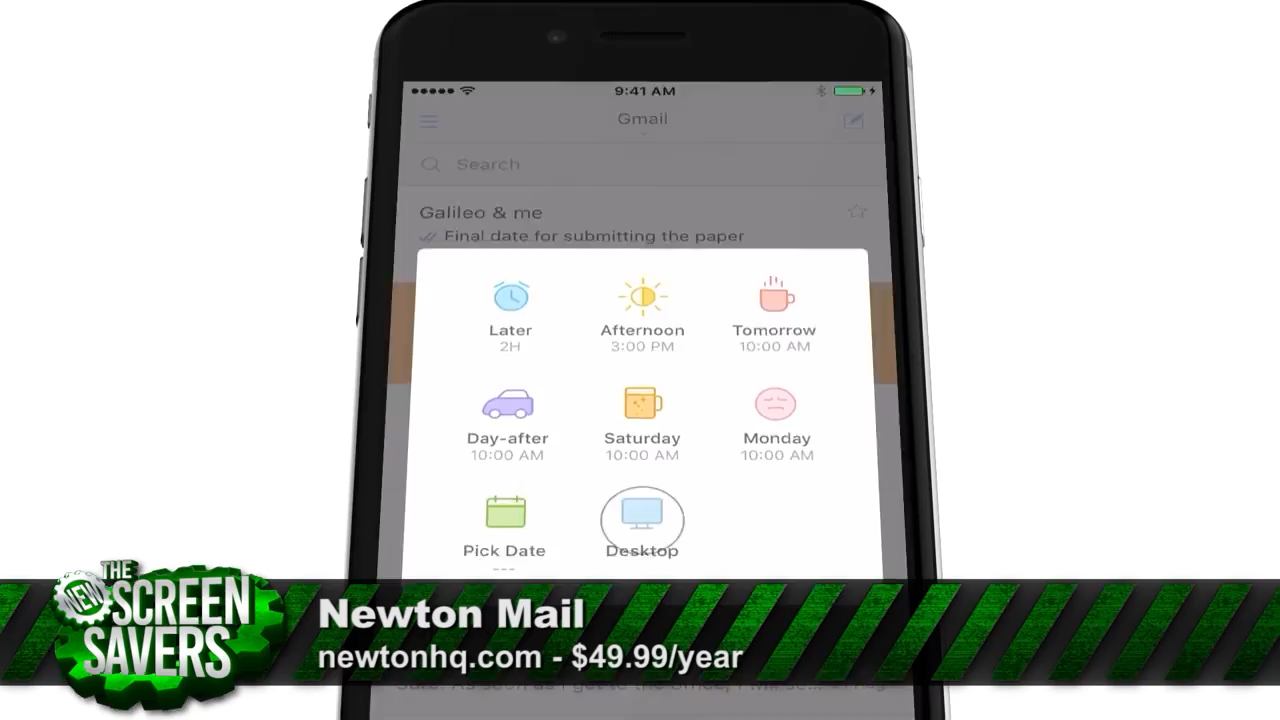 9:41 AM
Gmail
Search
Galileo & me
Final date for submitting the paper
Later
2H
Afternoon
3:00 PM
Tomorrow
10:00 AM
Day-after
10:00 AM
Saturday
10:00 AM
Monday
10:00 AM
Pick Date
---
Desktop
THE
NEW
SCREEN
SAVERS
Newton Mail
newtonhq.com - $49.99/year